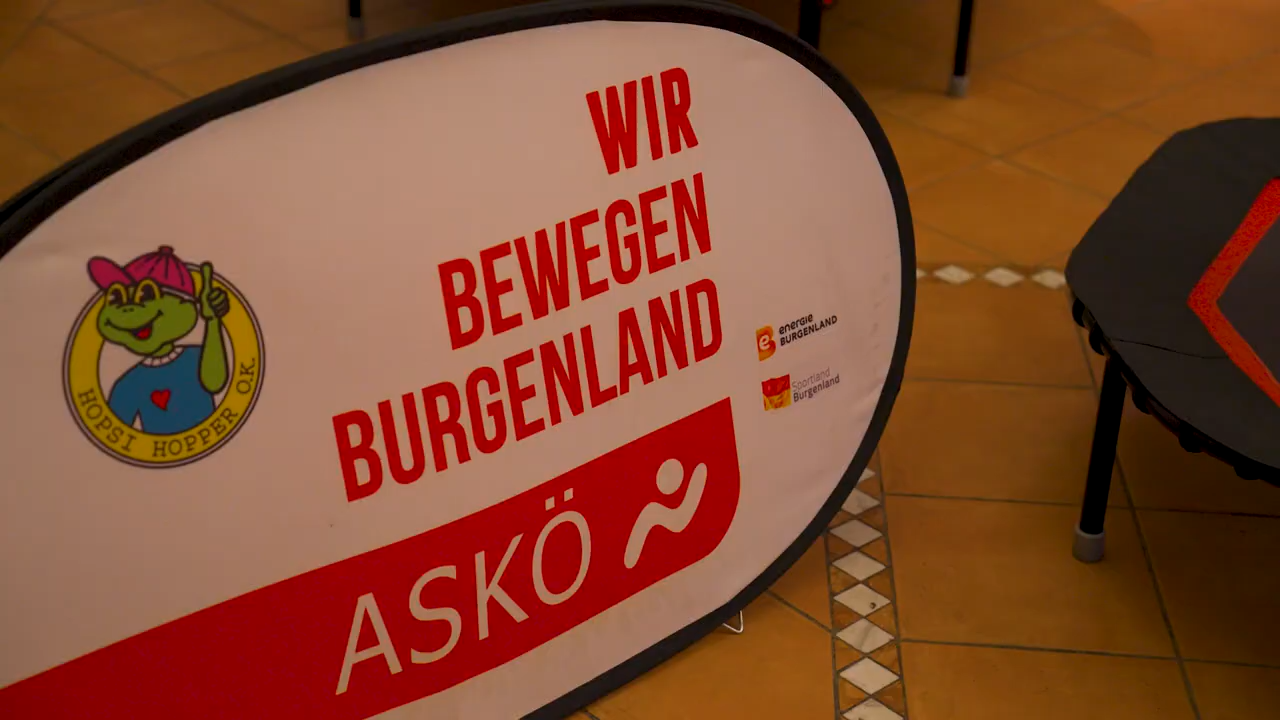 WIR
BEWEGEN
BURGENLAND
HOPSI HOPPER O.K.
energie
BURGENLAND
Sportland
Burgenland
ASKÖ